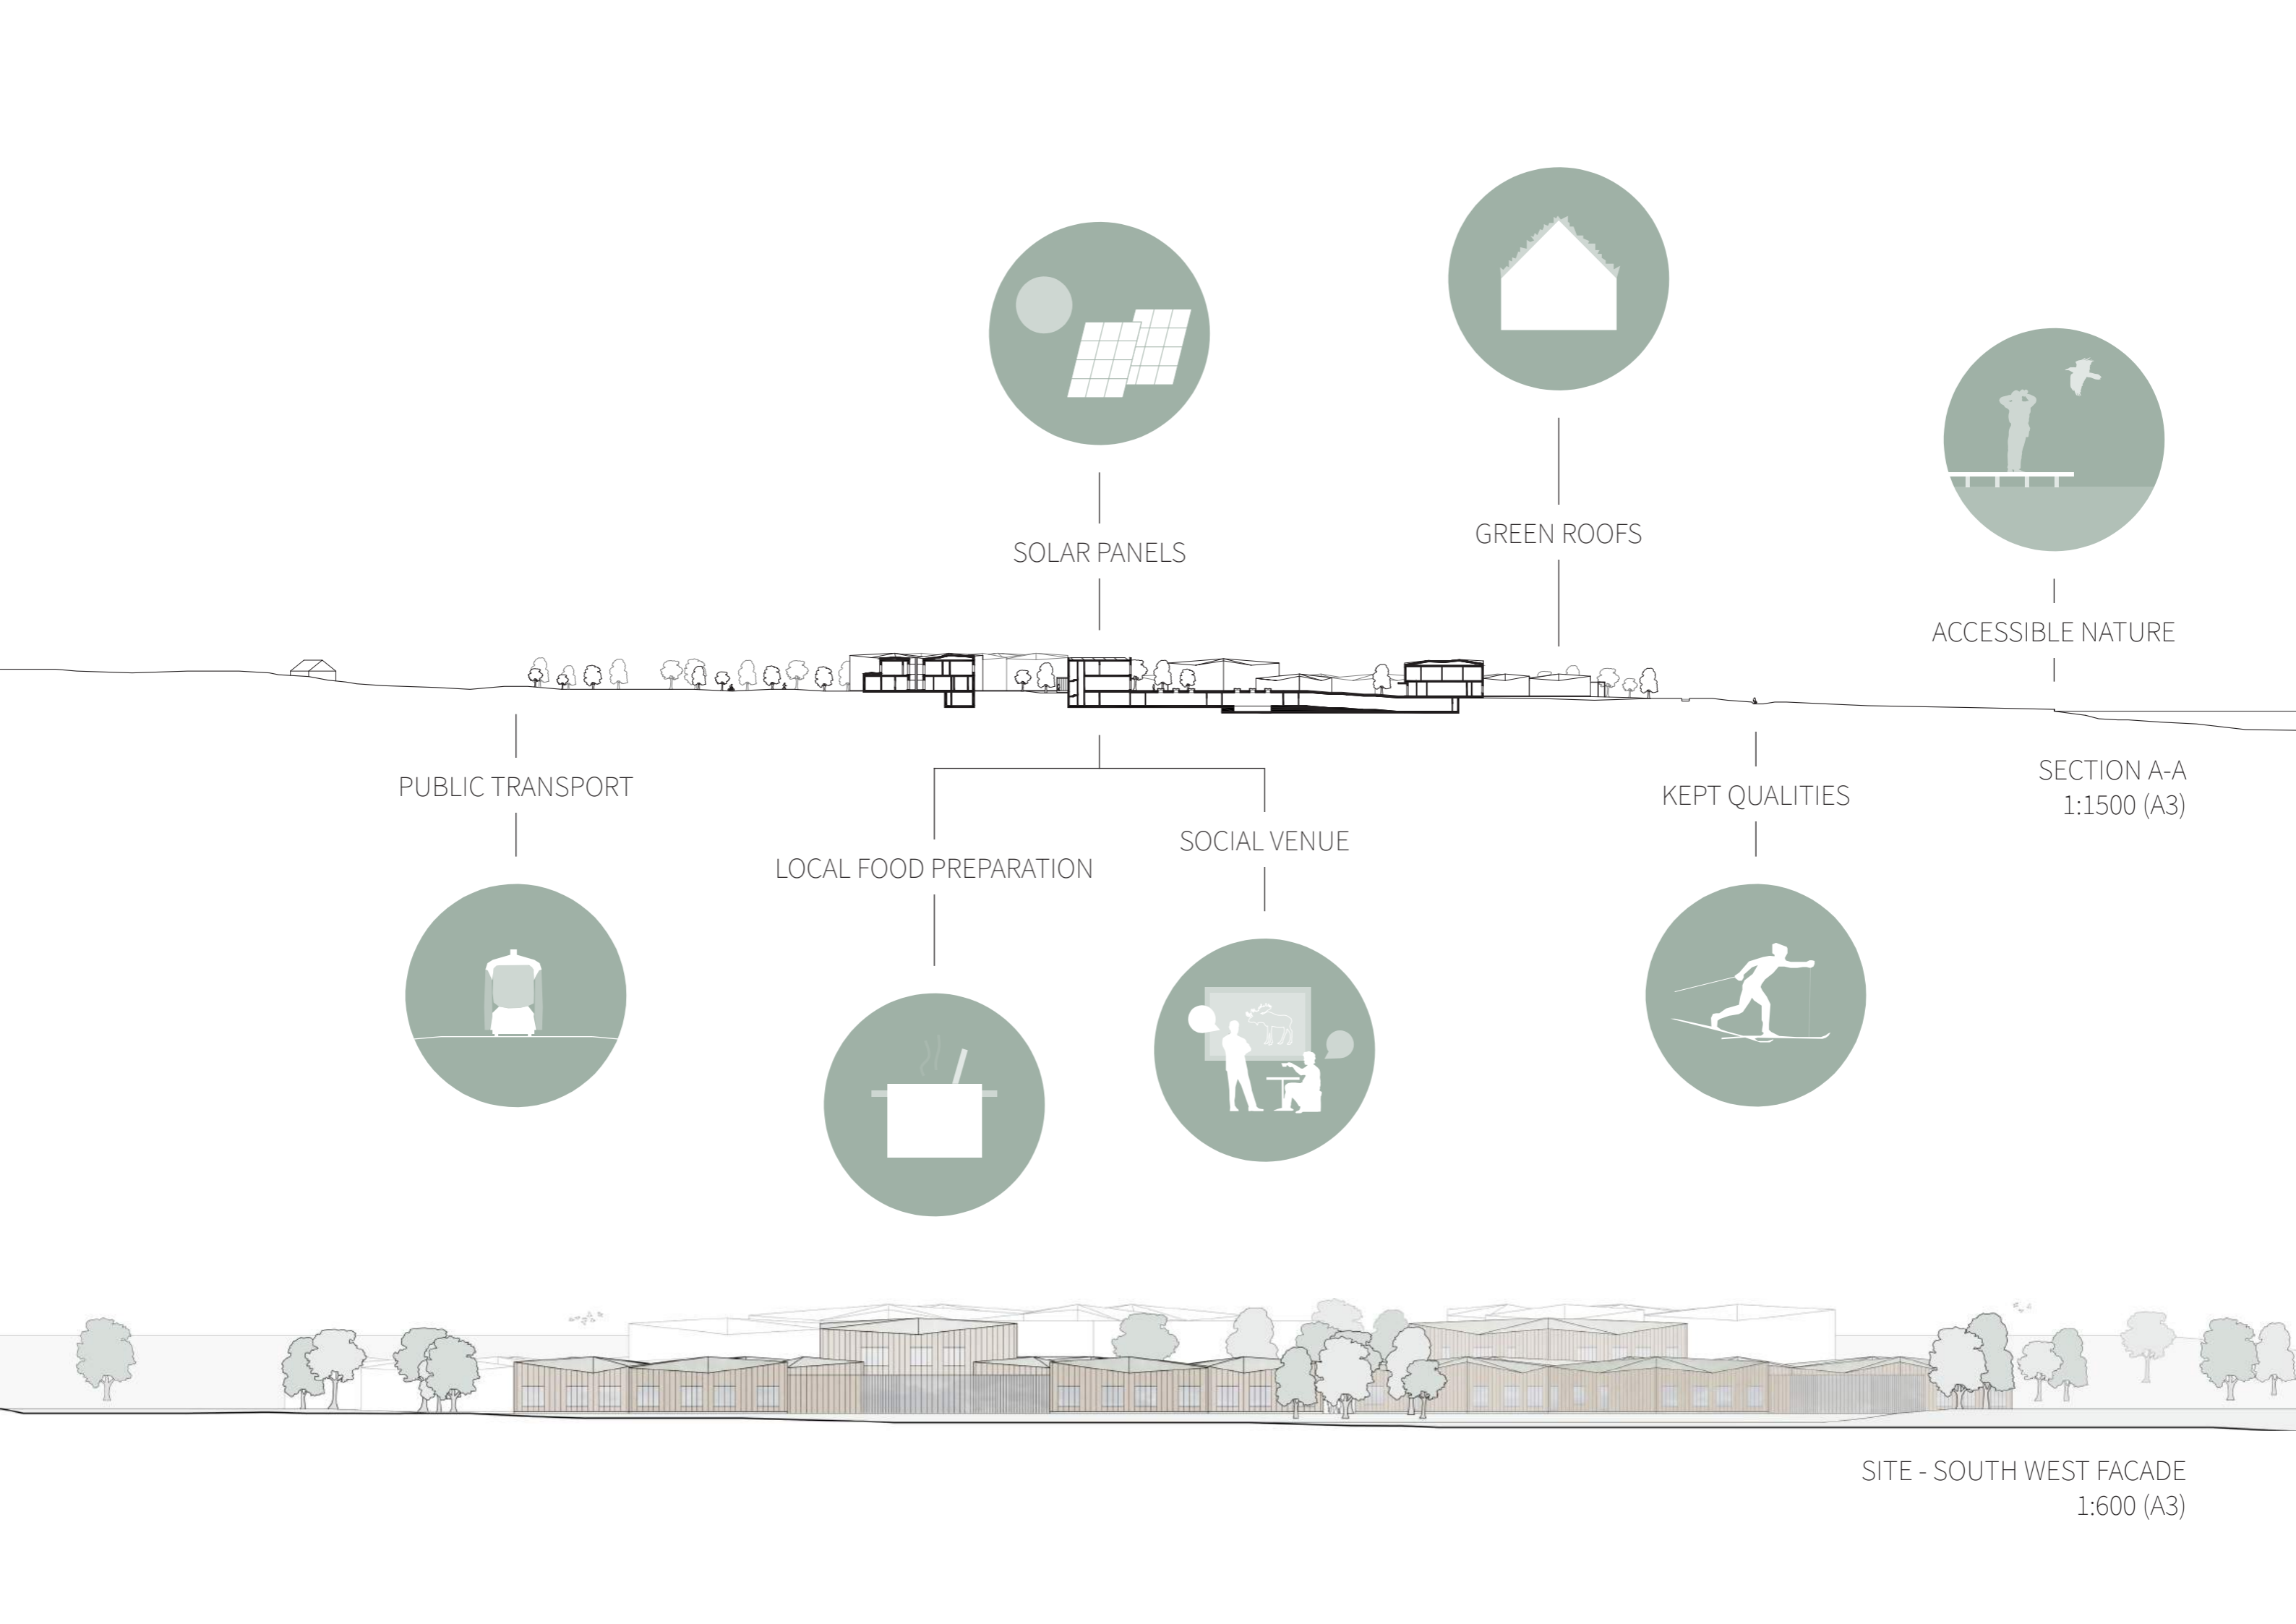 GREEN ROOFS
SOLAR PANELS
ACCESSIBLE NATURE
PUBLIC TRANSPORT
LOCAL FOOD PREPARATION
SOCIAL VENUE
KEPT QUALITIES
SECTION A-A
1:1500 (A3)
SITE - SOUTH WEST FACADE
1:600 (A3)